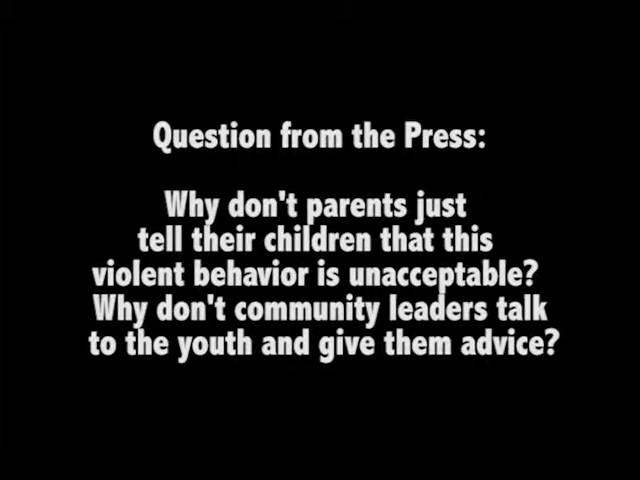 Question from the Press:
Why don't parents just
tell their children that this
violent behavior is unacceptable?
Why don't community leaders talk
to the youth and give them advice?